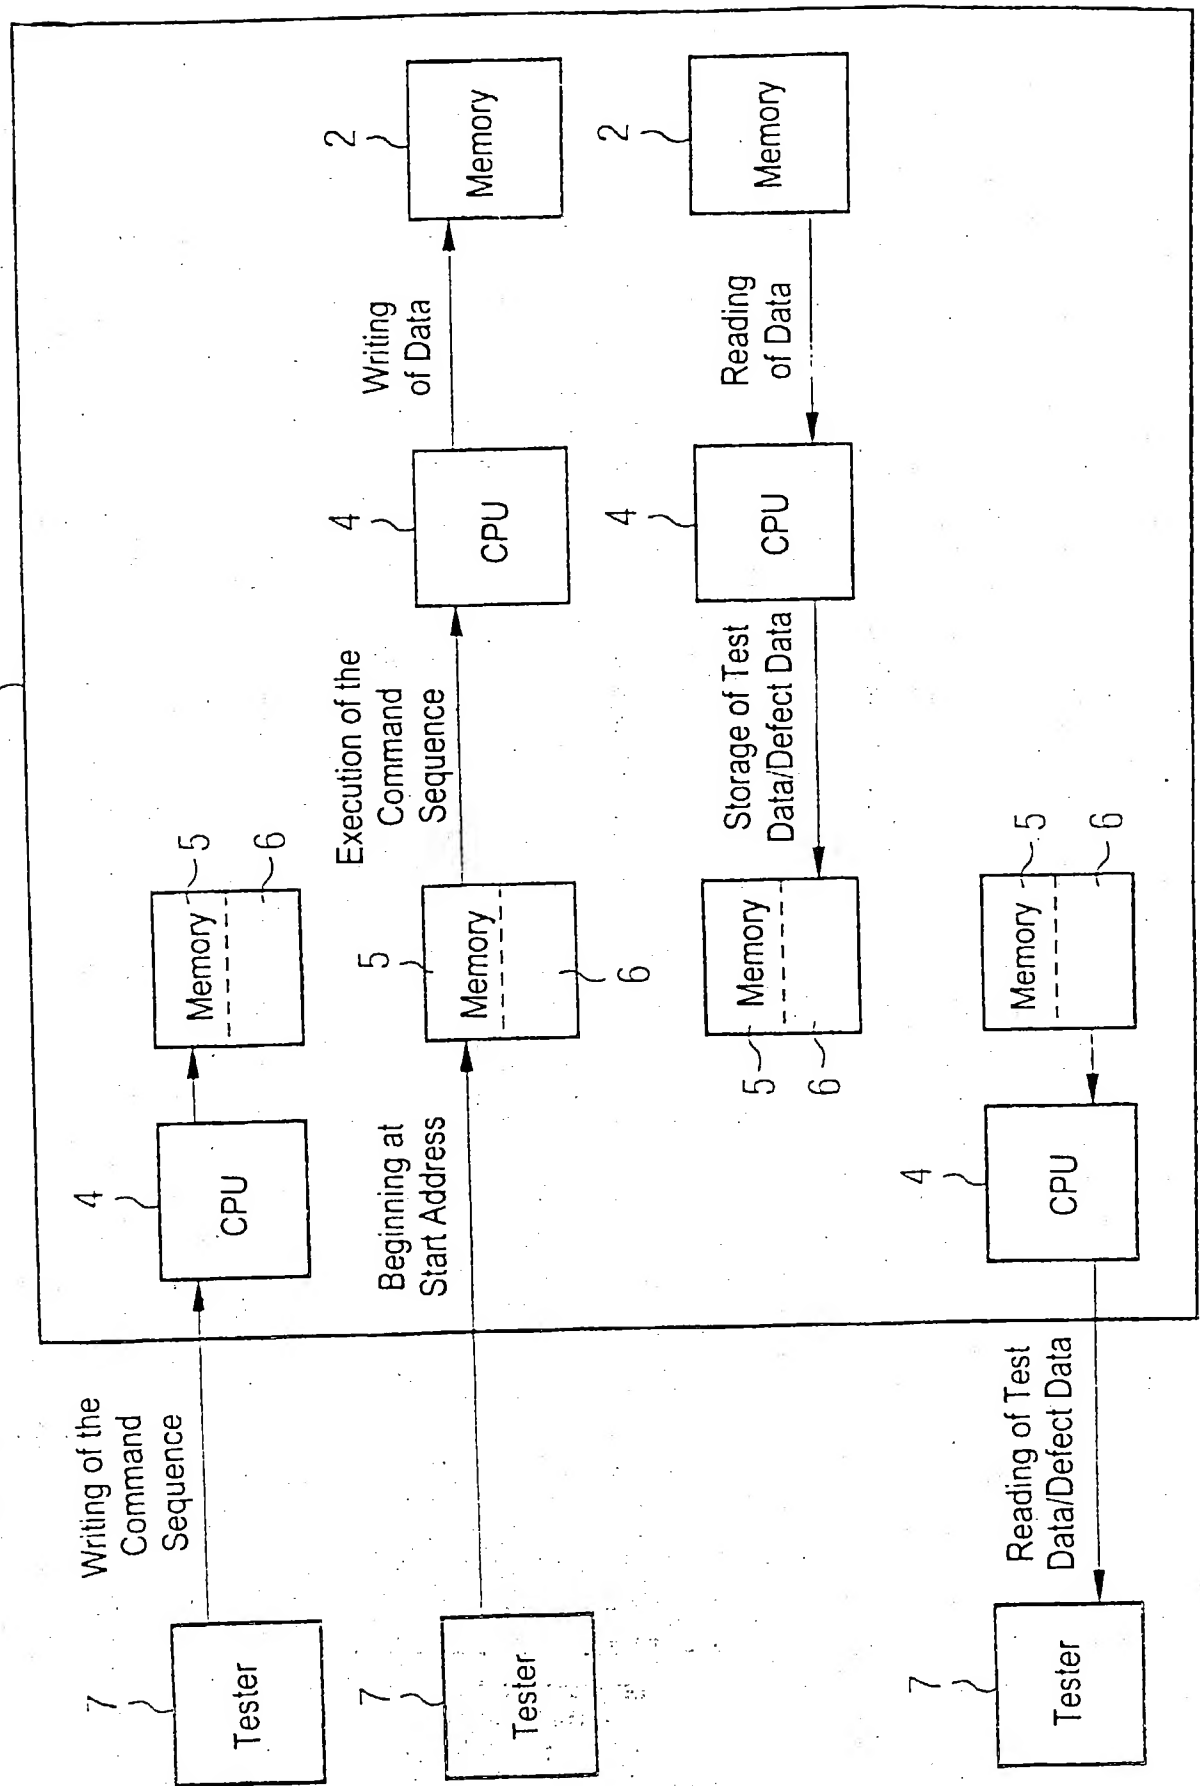 7
Tester
Writing of the
Command
Sequence
4
CPU
Memory
5
6
7
Tester
Beginning at
Start Address
5
Memory
6
Execution of the
Command
Sequence
4
CPU
Writing
of Data
2
Memory
5
Memory
6
Storage of Test
Data/Defect Data
4
CPU
Reading
of Data
2
Memory
7
Tester
Reading of Test
Data/Defect Data
4
CPU
Memory
5
6